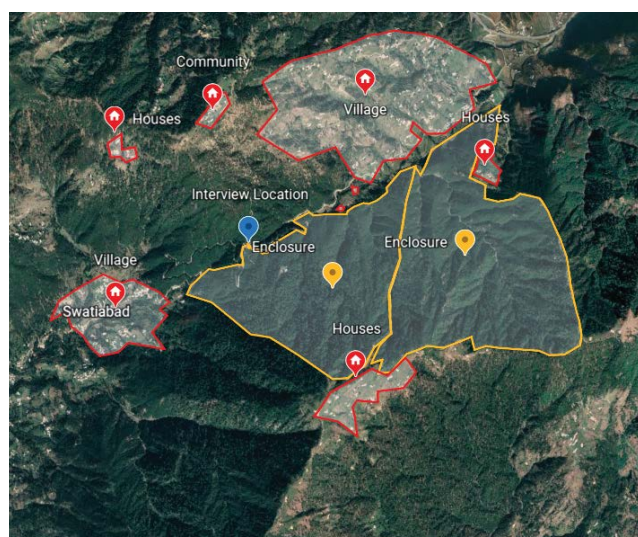 Community
Houses
Village
Houses
Interview Location
Enclosure
Enclosure
Village
Swatiabad
Houses